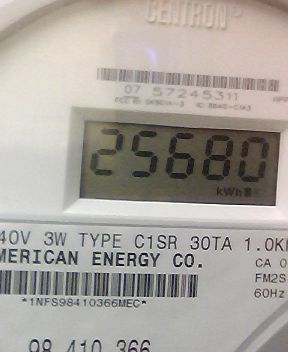 CENTRON®
07 57245311
25680
kWh
40V 3W TYPE C1SR 30TA 1.0K
MERICAN ENERGY CO.
CA 0
FM2S
60Hz
*1NFS98410366MEC*
98 410 366